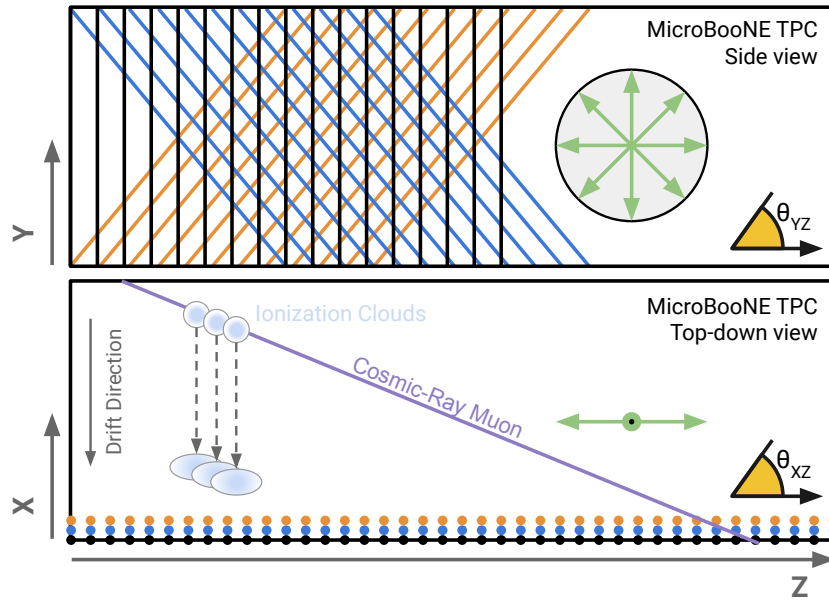 MicroBooNE TPC
Side view
Y
θYZ
MicroBooNE TPC
Top-down view
Ionization Clouds
Cosmic-Ray Muon
Drift Direction
X
θXZ
Z